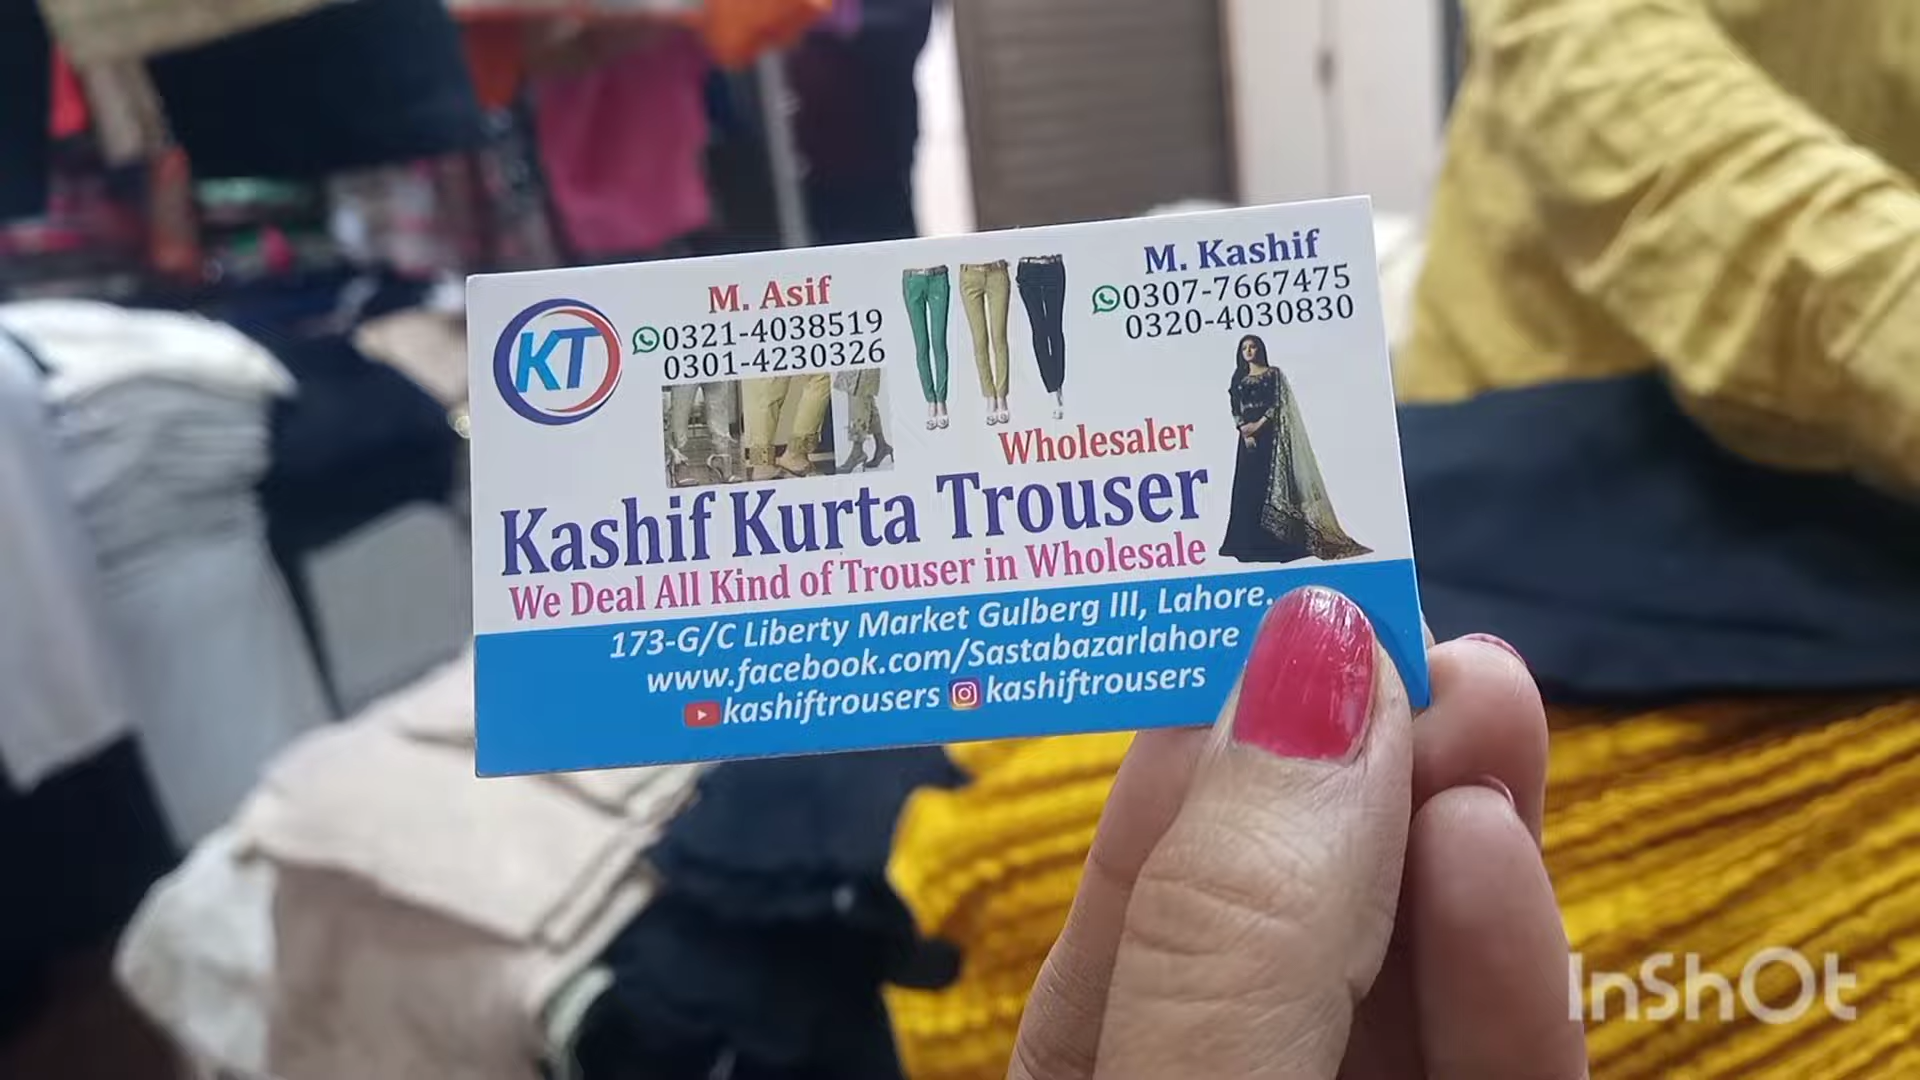 KT
M. Asif
0321-4038519
0301-4230326
M. Kashif
0307-7667475
0320-4030830
Wholesaler
Kashif Kurta Trouser
We Deal All Kind of Trouser in Wholesale
173-G/C Liberty Market Gulberg III, Lahore.
www.facebook.com/Sastabazarlahore
kashiftrousers kashiftrousers
InShOt